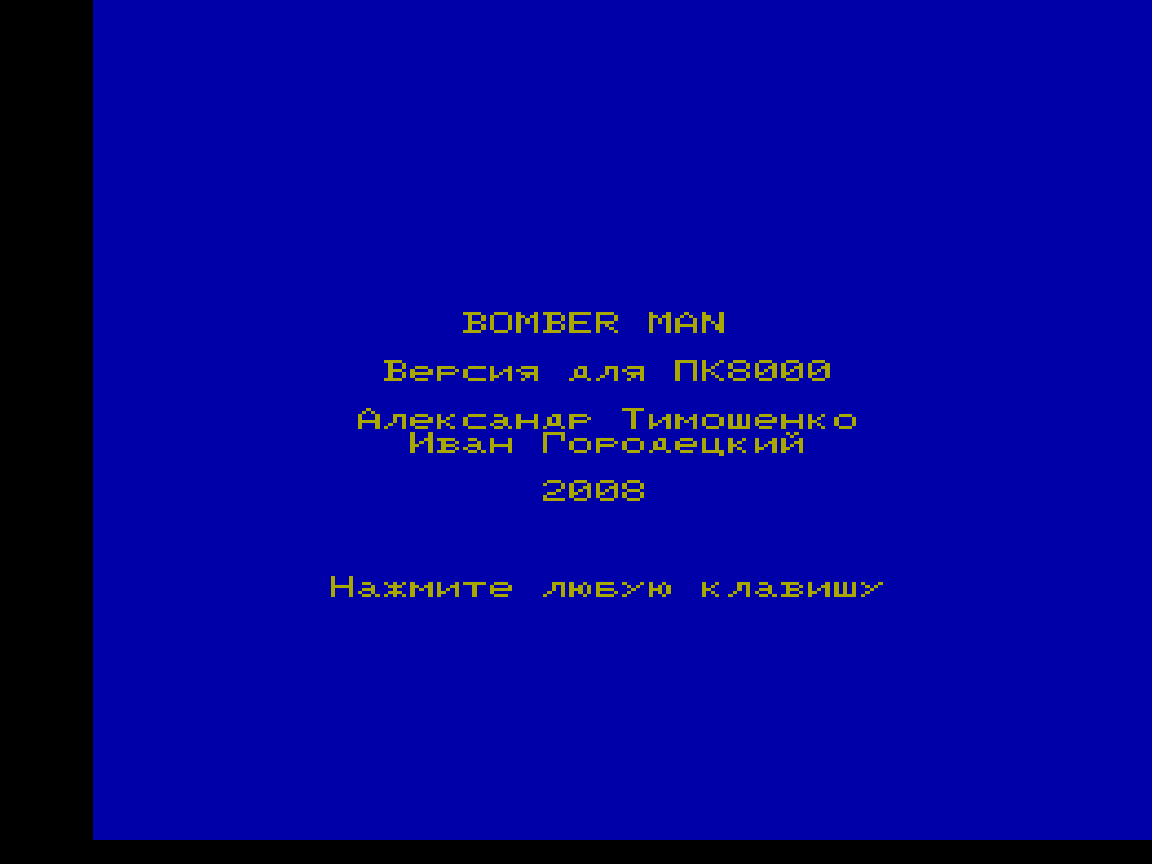 BOMBER MAN
Версия для ПК8000
Александр Тимошенко
Иван Городецкий
2008
Нажмите любую клавишу